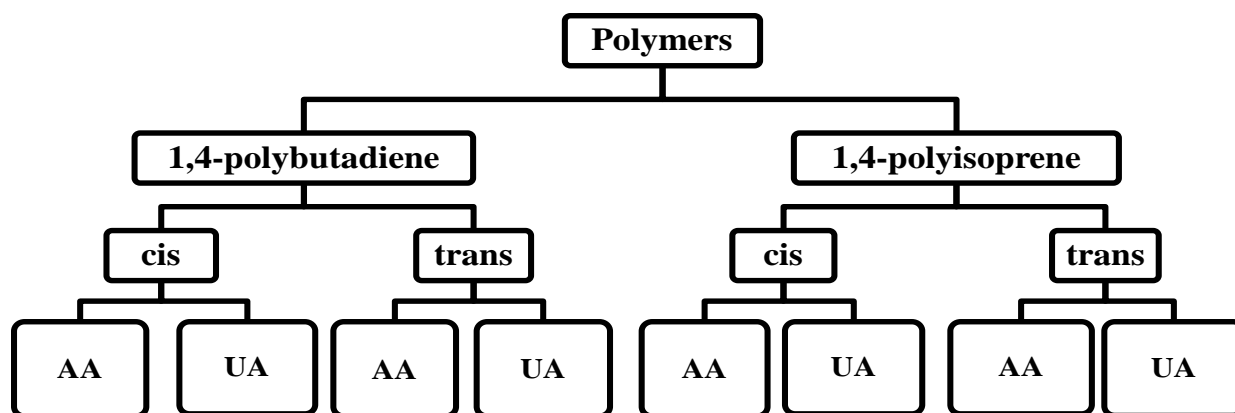 Polymers
1,4-polybutadiene
1,4-polyisoprene
cis
trans
cis
trans
AA
UA
AA
UA
AA
UA
AA
UA